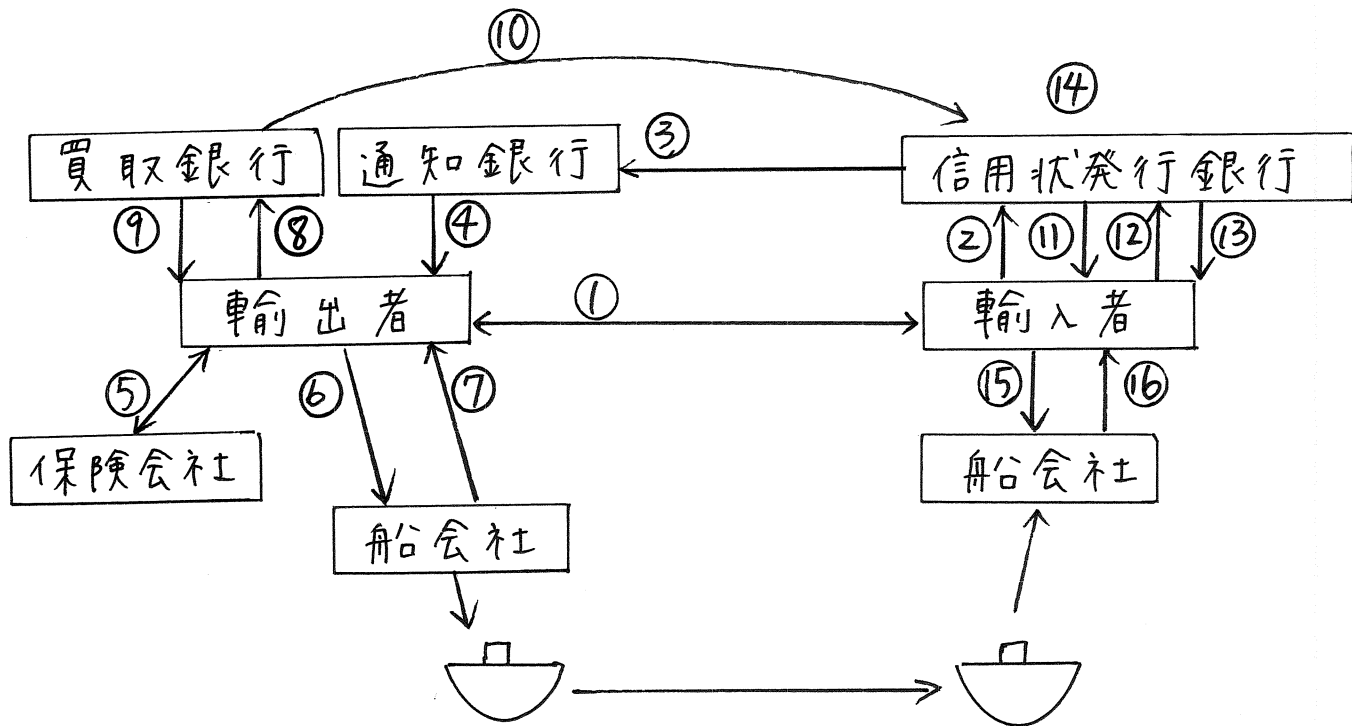 ⑩
⑭
買取銀行
通知銀行
③
信用状発行銀行
⑨
⑧
④
②
⑪
⑫
⑬
輸出者
①
輸入者
⑤
⑥
⑦
⑮
⑯
保険会社
船会社
船会社